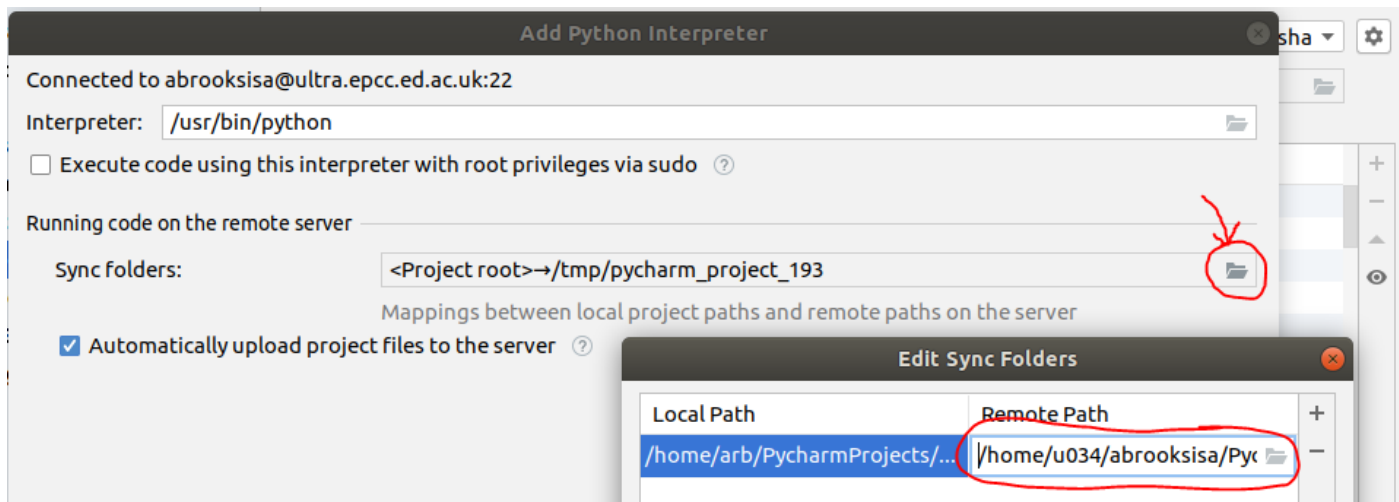 Add Python Interpreter
sha
Connected to abrooksisa@ultra.epcc.ed.ac.uk:22
Interpreter: /usr/bin/python
Execute code using this interpreter with root privileges via sudo ?
Running code on the remote server
Sync folders: <Project root>→/tmp/pycharm_project_193
Mappings between local project paths and remote paths on the server
Automatically upload project files to the server ?
Edit Sync Folders
Local Path Remote Path
/home/arb/PycharmProjects/... /home/u034/abrooksisa/Pyc